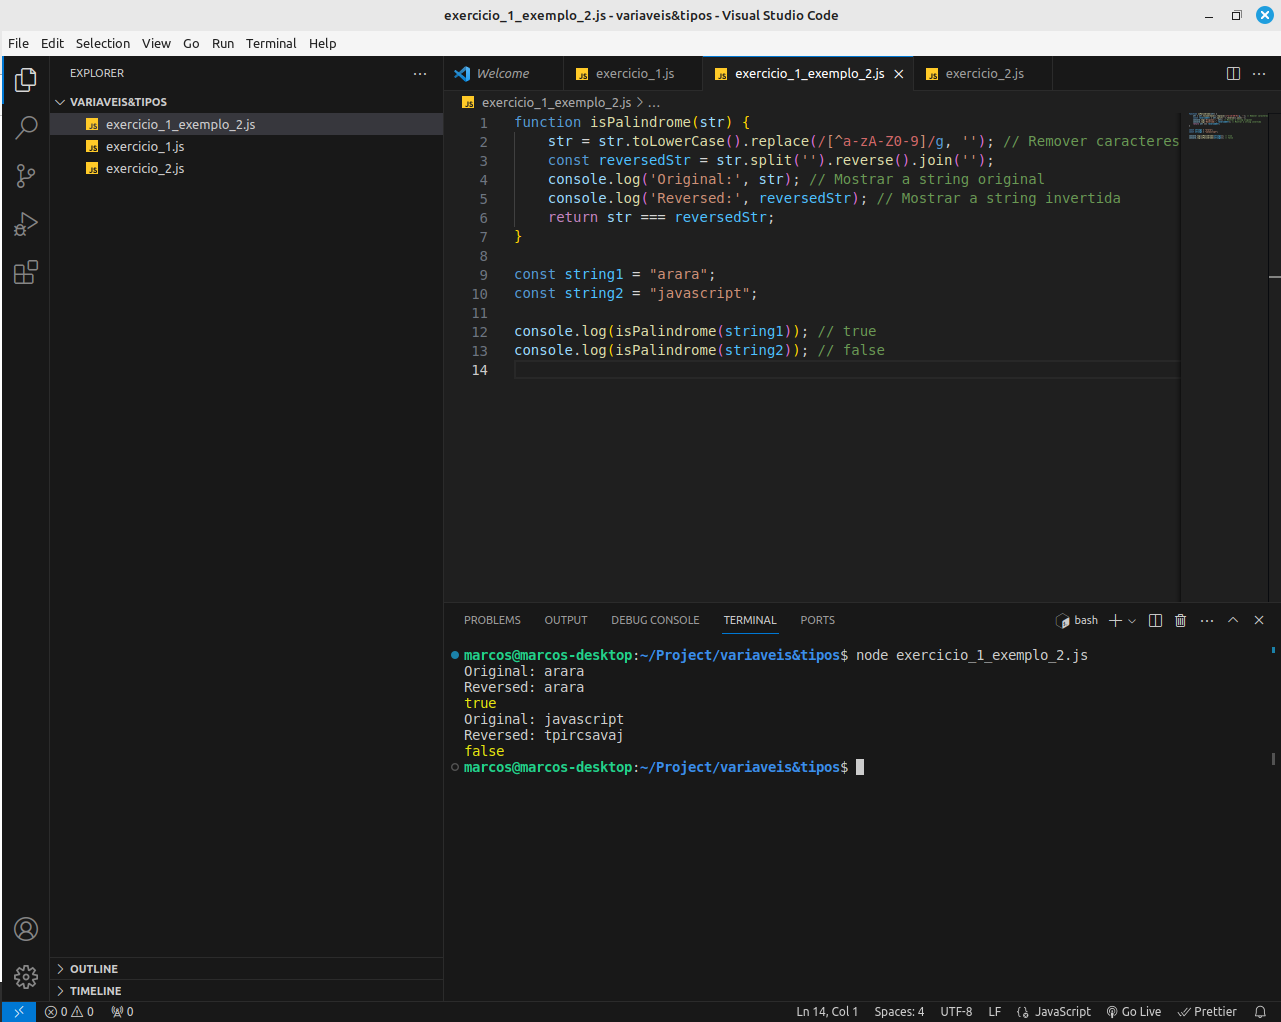 exercicio_1_exemplo_2.js - variaveis&tipos - Visual Studio Code
File Edit Selection View Go Run Terminal Help
EXPLORER
VARIAVEIS&TIPOS
exercicio_1_exemplo_2.js
exercicio_1.js
exercicio_2.js
OUTLINE
TIMELINE
Welcome exercicio_1.js exercicio_1_exemplo_2.js exercicio_2.js
exercicio_1_exemplo_2.js > ...
1 function isPalindrome(str) {
2     str = str.toLowerCase().replace(/[^a-zA-Z0-9]/g, ''); // Remover caracteres
3     const reversedStr = str.split('').reverse().join('');
4     console.log('Original:', str); // Mostrar a string original
5     console.log('Reversed:', reversedStr); // Mostrar a string invertida
6     return str === reversedStr;
7 }
8
9 const string1 = "arara";
10 const string2 = "javascript";
11
12 console.log(isPalindrome(string1)); // true
13 console.log(isPalindrome(string2)); // false
14
PROBLEMS OUTPUT DEBUG CONSOLE TERMINAL PORTS bash
marcos@marcos-desktop:~/Project/variaveis&tipos$ node exercicio_1_exemplo_2.js
Original: arara
Reversed: arara
true
Original: javascript
Reversed: tpircsavaj
false
marcos@marcos-desktop:~/Project/variaveis&tipos$
0 0 0 Ln 14, Col 1 Spaces: 4 UTF-8 LF JavaScript Go Live Prettier